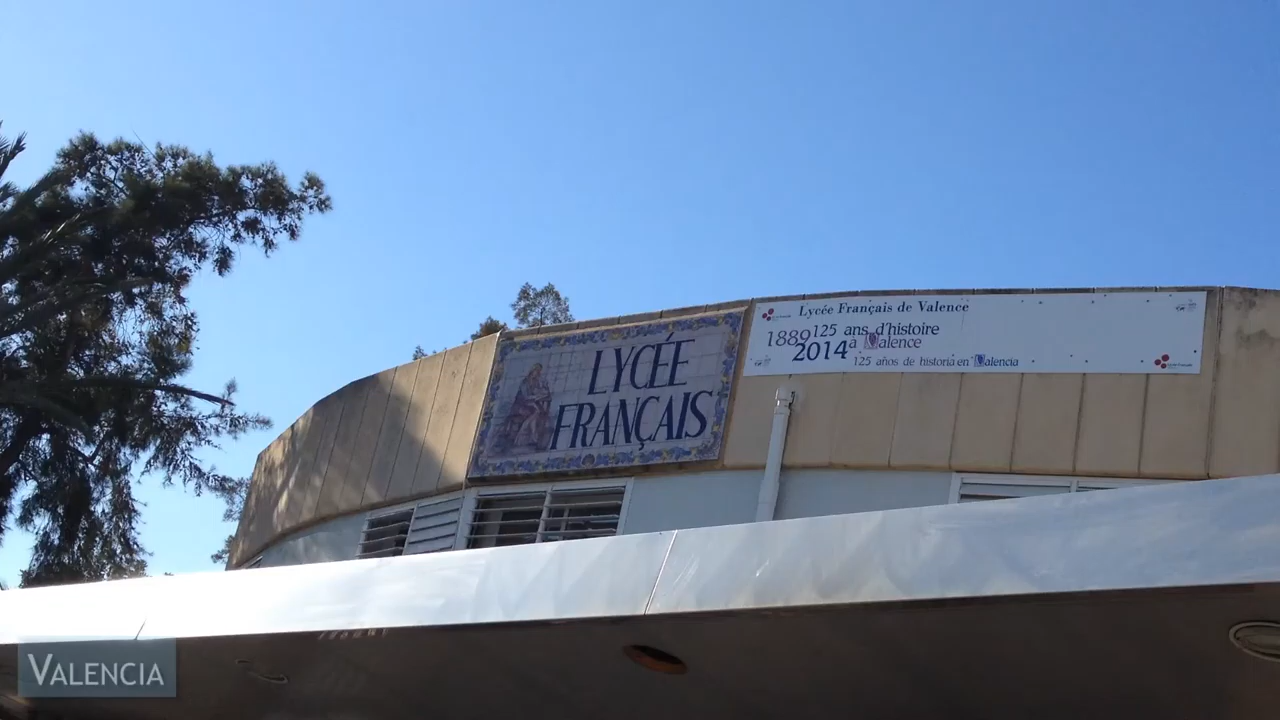 LYCÉE
FRANÇAIS
Lycée Français de Valence
1889 125 ans d'histoire
2014 à Valence
125 años de historia en Valencia
VALENCIA